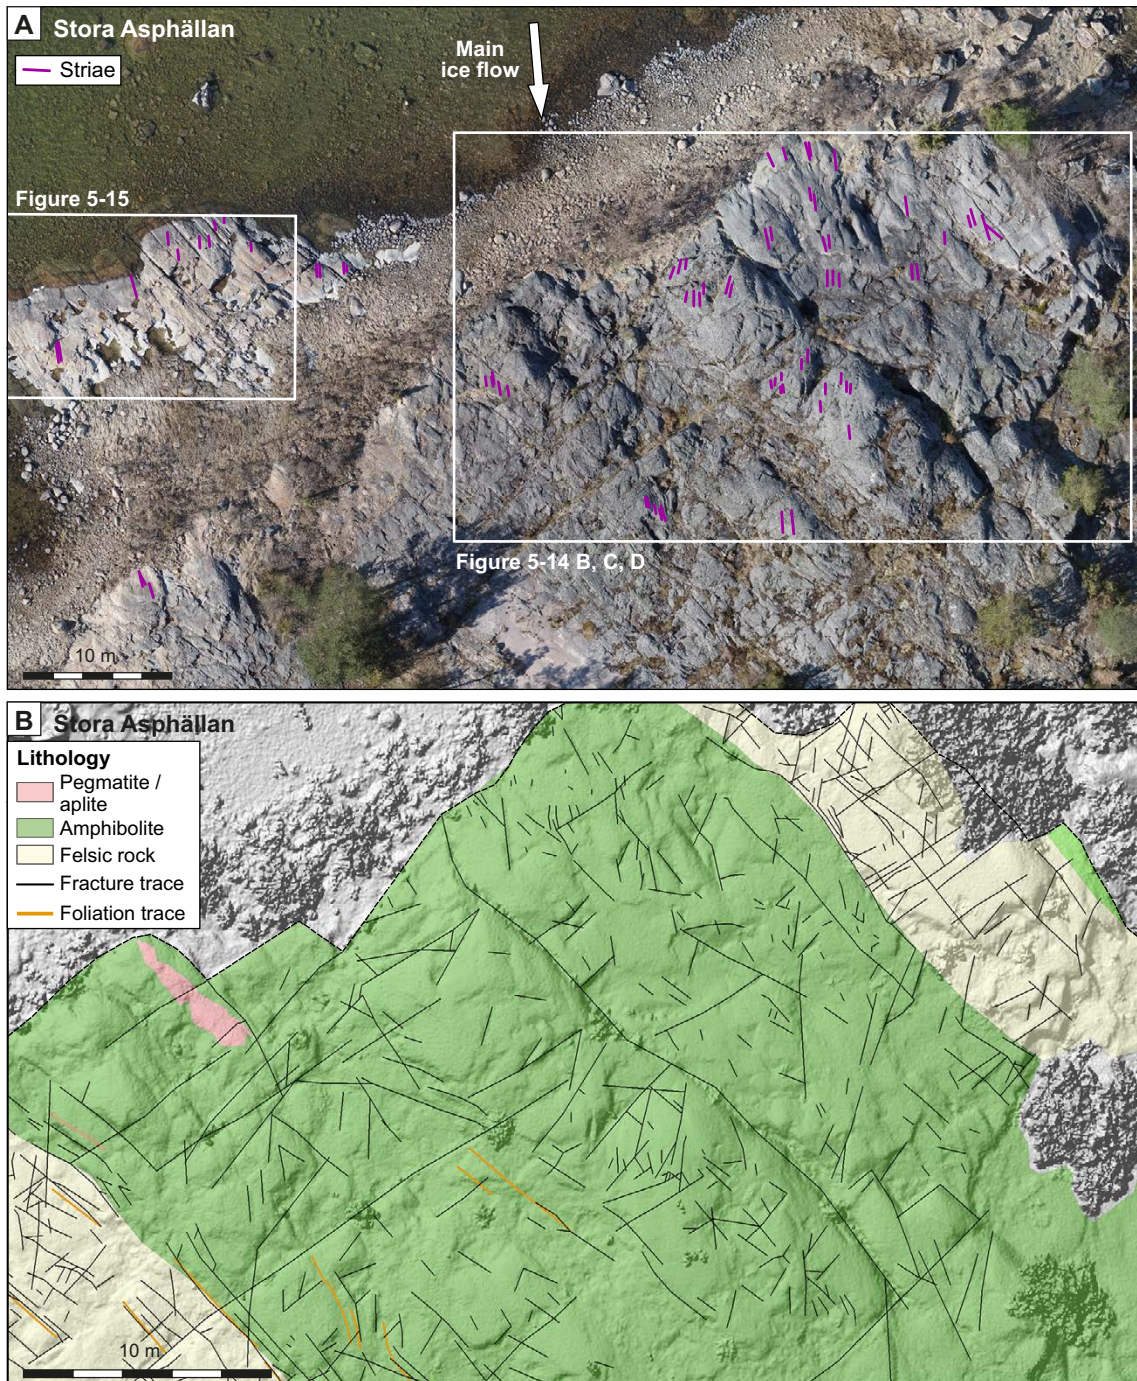 A Stora Asphällan
Striae
Main
ice flow
Figure 5-15
Figure 5-14 B, C, D
10 m
B Stora Asphällan
Lithology
Pegmatite /
aplite
Amphibolite
Felsic rock
Fracture trace
Foliation trace
10 m